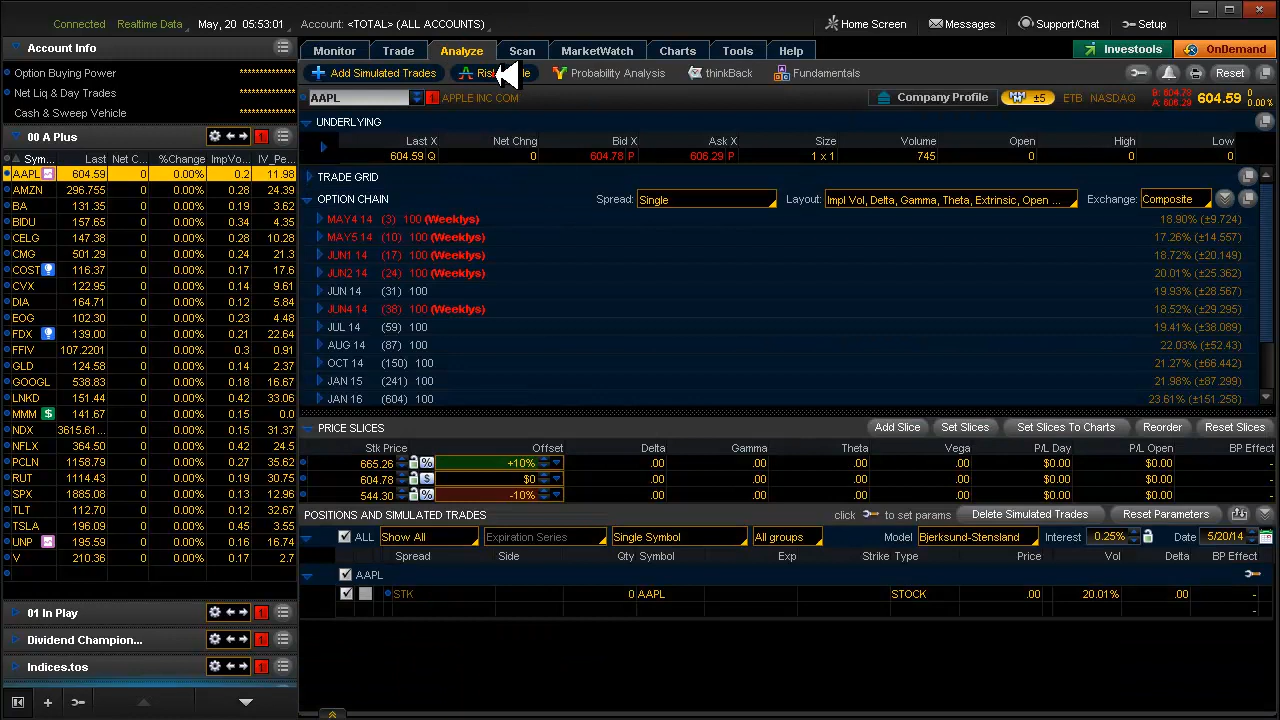 Connected Realtime Data May, 20 05:53:01 Account: <TOTAL> (ALL ACCOUNTS) Home Screen Messages Support/Chat Setup
Account Info
Option Buying Power **************
Net Liq & Day Trades **************
Cash & Sweep Vehicle **************
00 A Plus 1
Sym... Last Net C... %Change ImpVo... IV_Pe...
AAPL 604.59 0 0.00% 0.2 11.98
AMZN 296.755 0 0.00% 0.28 24.39
BA 131.35 0 0.00% 0.19 3.62
BIDU 157.65 0 0.00% 0.34 4.35
CELG 147.38 0 0.00% 0.28 10.28
CMG 501.29 0 0.00% 0.24 21.3
COST 116.37 0 0.00% 0.17 17.6
CVX 122.95 0 0.00% 0.14 9.61
DIA 164.71 0 0.00% 0.12 5.84
EOG 102.30 0 0.00% 0.23 4.48
FDX 139.00 0 0.00% 0.21 22.64
FFIV 107.2201 0 0.00% 0.3 0.91
GLD 124.58 0 0.00% 0.14 2.37
GOOGL 538.83 0 0.00% 0.18 16.67
LNKD 151.44 0 0.00% 0.42 33.06
MMM $ 141.67 0 0.00% 0.15 0.0
NDX 3615.61... 0 0.00% 0.15 31.37
NFLX 364.50 0 0.00% 0.42 24.5
PCLN 1158.79 0 0.00% 0.27 35.62
RUT 1114.43 0 0.00% 0.19 30.75
SPX 1885.08 0 0.00% 0.13 12.96
TLT 112.70 0 0.00% 0.12 32.67
TSLA 196.09 0 0.00% 0.45 3.55
UNP 195.59 0 0.00% 0.16 16.74
V 210.36 0 0.00% 0.17 2.7
01 In Play 1
Dividend Champion... 1
Indices.tos 1
Monitor Trade Analyze Scan MarketWatch Charts Tools Help Investools OnDemand
Add Simulated Trades Probability Analysis thinkBack Fundamentals Reset
AAPL 1 APPLE INC COM Company Profile ±5 ETB NASDAQ B: 604.78 A: 606.29 604.59 0 0.00%
UNDERLYING
Last X Net Chng Bid X Ask X Size Volume Open High Low
604.59 Q 0 604.78 P 606.29 P 1 x 1 745 0 0 0
TRADE GRID
OPTION CHAIN Spread: Single Layout: Impl Vol, Delta, Gamma, Theta, Extrinsic, Open ... Exchange: Composite
MAY4 14 (3) 100 (Weeklys) 18.90% (±9.724)
MAY5 14 (10) 100 (Weeklys) 17.26% (±14.557)
JUN1 14 (17) 100 (Weeklys) 18.72% (±20.149)
JUN2 14 (24) 100 (Weeklys) 20.01% (±25.362)
JUN 14 (31) 100 19.93% (±28.567)
JUN4 14 (38) 100 (Weeklys) 18.52% (±29.295)
JUL 14 (59) 100 19.41% (±38.089)
AUG 14 (87) 100 22.03% (±52.43)
OCT 14 (150) 100 21.27% (±66.442)
JAN 15 (241) 100 21.98% (±87.299)
JAN 16 (604) 100 23.61% (±151.258)
PRICE SLICES Add Slice Set Slices Set Slices To Charts Reorder Reset Slices
Stk Price Offset Delta Gamma Theta Vega P/L Day P/L Open BP Effect
665.26 % +10% .00 .00 .00 .00 $0.00 $0.00 -
604.78 $ $0 .00 .00 .00 .00 $0.00 $0.00 -
544.30 % -10% .00 .00 .00 .00 $0.00 $0.00 -
POSITIONS AND SIMULATED TRADES click to set params Delete Simulated Trades Reset Parameters
ALL Show All Expiration Series Single Symbol All groups Model Bjerksund-Stensland Interest 0.25% Date 5/20/14
Spread Side Qty Symbol Exp Strike Type Price Vol Delta BP Effect
AAPL
STK 0 AAPL STOCK .00 20.01% .00 -
-